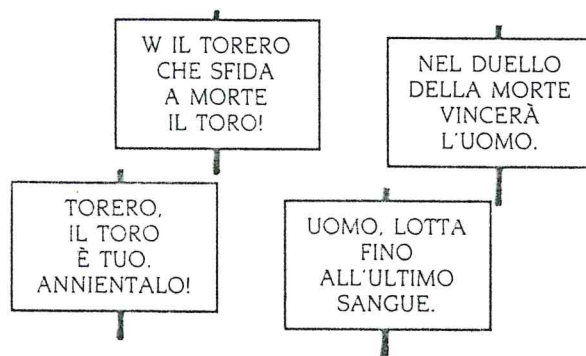 W IL TORERO
CHE SFIDA
A MORTE
IL TORO!
NEL DUELLO
DELLA MORTE
VINCERÀ
L'UOMO.
TORERO,
IL TORO
È TUO.
ANNIENTALO!
UOMO, LOTTA
FINO
ALL'ULTIMO
SANGUE.